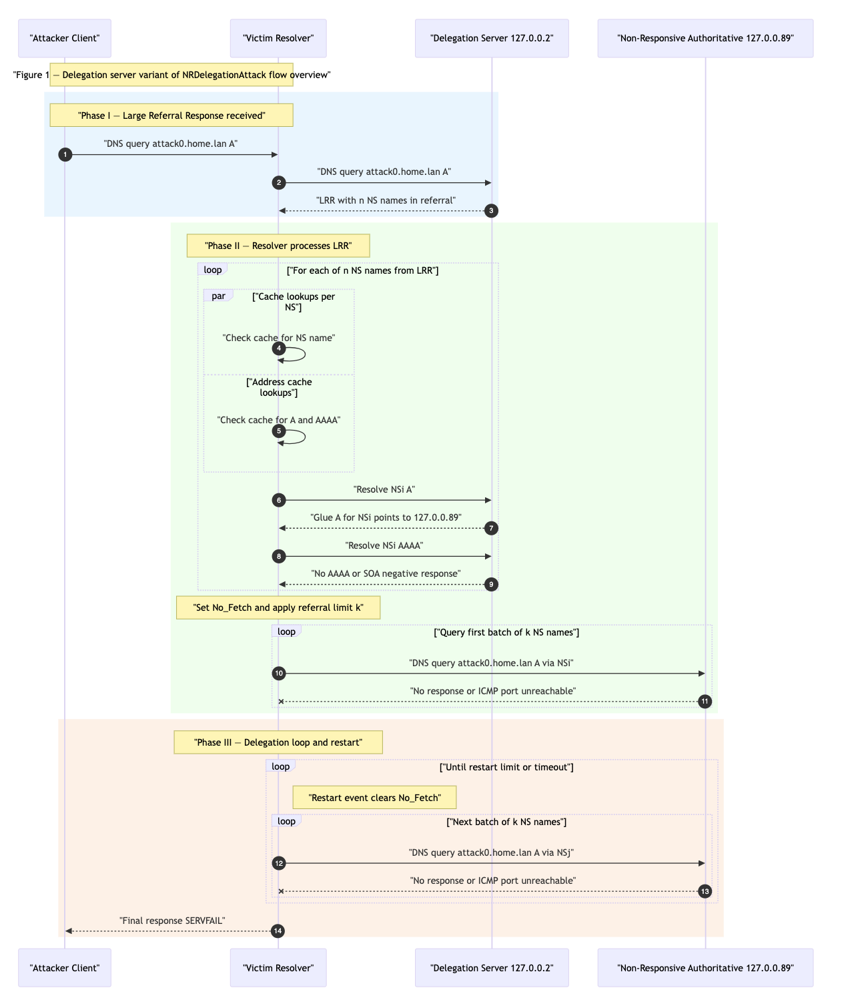 "Attacker Client"
"Victim Resolver"
"Delegation Server 127.0.0.2"
"Non-Responsive Authoritative 127.0.0.89"
"Figure 1 — Delegation server variant of NRDelegationAttack flow overview"
"Phase I — Large Referral Response received"
"DNS query attack0.home.lan A"
1
"DNS query attack0.home.lan A"
2
"LRR with n NS names in referral"
3
"Phase II — Resolver processes LRR"
loop
["For each of n NS names from LRR"]
par
["Cache lookups per
NS"]
"Check cache for NS name"
4
["Address cache
lookups"]
"Check cache for A and AAAA"
5
"Resolve NSi A"
6
"Glue A for NSi points to 127.0.0.89"
7
"Resolve NSi AAAA"
8
"No AAAA or SOA negative response"
9
"Set No_Fetch and apply referral limit k"
loop
["Query first batch of k NS names"]
"DNS query attack0.home.lan A via NSi"
10
"No response or ICMP port unreachable"
11
"Phase III — Delegation loop and restart"
loop
["Until restart limit or timeout"]
"Restart event clears No_Fetch"
loop
["Next batch of k NS names"]
"DNS query attack0.home.lan A via NSj"
12
"No response or ICMP port unreachable"
13
"Final response SERVFAIL"
14
"Attacker Client"
"Victim Resolver"
"Delegation Server 127.0.0.2"
"Non-Responsive Authoritative 127.0.0.89"